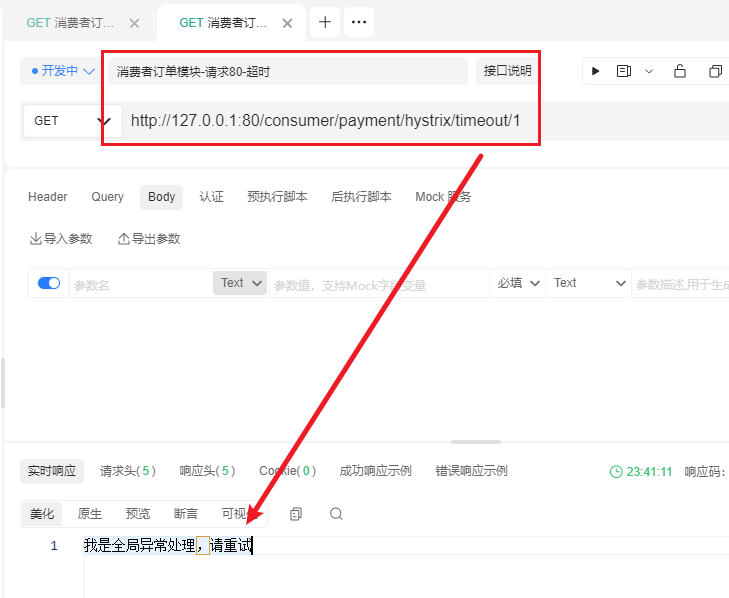 GET 消费者订... × GET 消费者订... × + ...
开发中 消费者订单模块-请求80-超时 接口说明
GET http://127.0.0.1:80/consumer/payment/hystrix/timeout/1
Header Query Body 认证 预执行脚本 后执行脚本 Mock 服务
导入参数 导出参数
参数名 Text 参数值，支持Mock字段变量 必填 Text 参数描述,用于生成
实时响应 请求头(5) 响应头(5) Cookie(0) 成功响应示例 错误响应示例 23:41:11 响应码:
美化 原生 预览 断言 可视化
1 我是全局异常处理，请重试